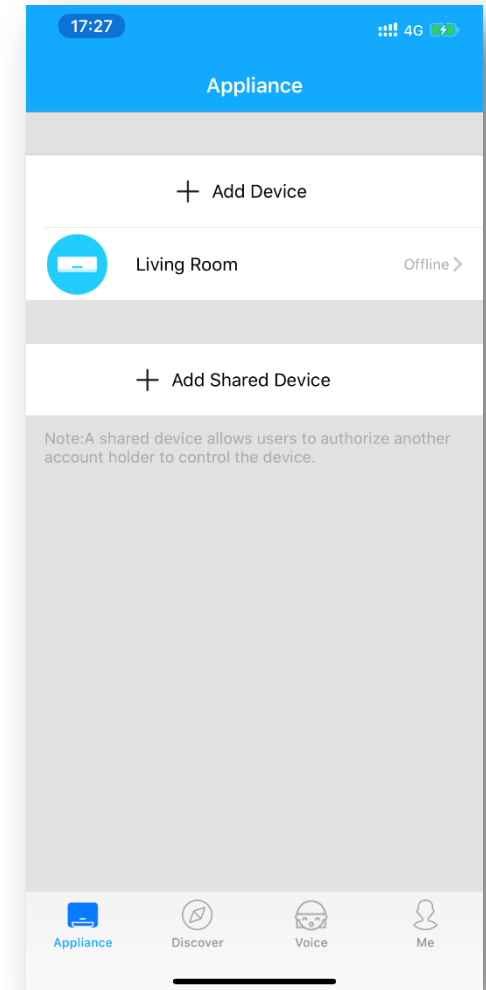 17:27
4G
Appliance
Add Device
Living Room
Offline
Add Shared Device
Note:A shared device allows users to authorize another
account holder to control the device.
Appliance
Discover
Voice
Me